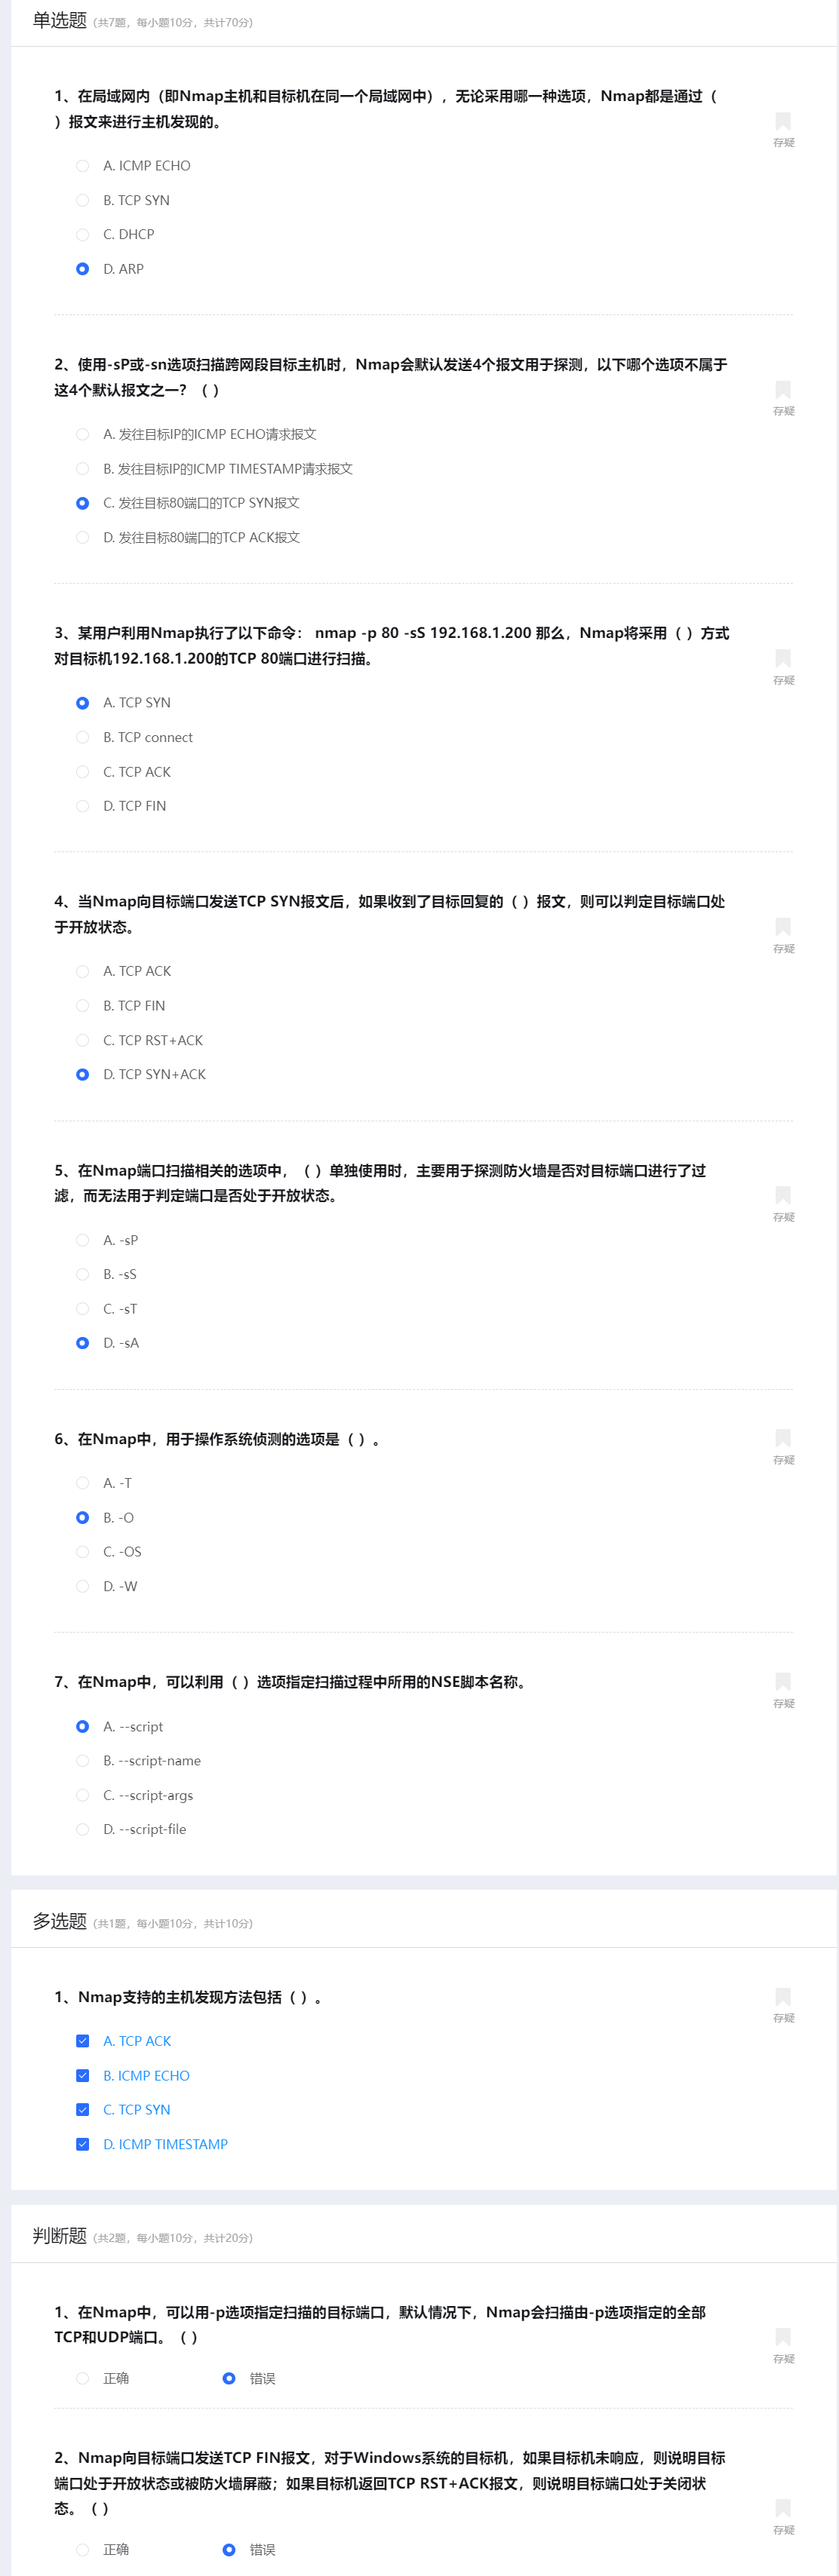 单选题 (共7题，每小题10分，共计70分)
1、在局域网内（即Nmap主机和目标机在同一个局域网中），无论采用哪一种选项，Nmap都是通过（
）报文来进行主机发现的。
存疑
A. ICMP ECHO
B. TCP SYN
C. DHCP
D. ARP
2、使用-sP或-sn选项扫描跨网段目标主机时，Nmap会默认发送4个报文用于探测，以下哪个选项不属于
这4个默认报文之一？（ ）
存疑
A. 发往目标IP的ICMP ECHO请求报文
B. 发往目标IP的ICMP TIMESTAMP请求报文
C. 发往目标80端口的TCP SYN报文
D. 发往目标80端口的TCP ACK报文
3、某用户利用Nmap执行了以下命令： nmap -p 80 -sS 192.168.1.200 那么，Nmap将采用（ ）方式
对目标机192.168.1.200的TCP 80端口进行扫描。
存疑
A. TCP SYN
B. TCP connect
C. TCP ACK
D. TCP FIN
4、当Nmap向目标端口发送TCP SYN报文后，如果收到了目标回复的（ ）报文，则可以判定目标端口处
于开放状态。
存疑
A. TCP ACK
B. TCP FIN
C. TCP RST+ACK
D. TCP SYN+ACK
5、在Nmap端口扫描相关的选项中，（ ）单独使用时，主要用于探测防火墙是否对目标端口进行了过
滤，而无法用于判定端口是否处于开放状态。
存疑
A. -sP
B. -sS
C. -sT
D. -sA
6、在Nmap中，用于操作系统侦测的选项是（ ）。
存疑
A. -T
B. -O
C. -OS
D. -W
7、在Nmap中，可以利用（ ）选项指定扫描过程中所用的NSE脚本名称。
存疑
A. --script
B. --script-name
C. --script-args
D. --script-file
多选题 (共1题，每小题10分，共计10分)
1、Nmap支持的主机发现方法包括（ ）。
存疑
A. TCP ACK
B. ICMP ECHO
C. TCP SYN
D. ICMP TIMESTAMP
判断题 (共2题，每小题10分，共计20分)
1、在Nmap中，可以用-p选项指定扫描的目标端口，默认情况下，Nmap会扫描由-p选项指定的全部
TCP和UDP端口。（ ）
存疑
正确 错误
2、Nmap向目标端口发送TCP FIN报文，对于Windows系统的目标机，如果目标机未响应，则说明目标
端口处于开放状态或被防火墙屏蔽；如果目标机返回TCP RST+ACK报文，则说明目标端口处于关闭状
态。（ ）
存疑
正确 错误